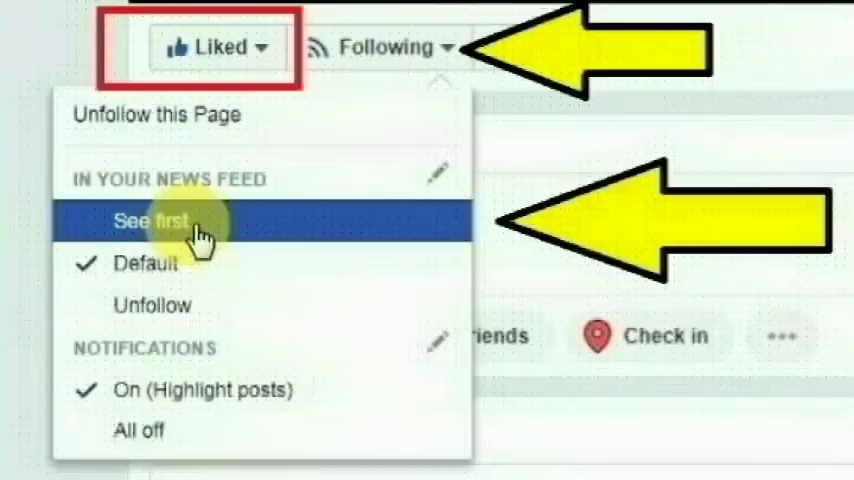 Liked Following
Unfollow this Page
IN YOUR NEWS FEED
See first
Default
Unfollow
riends Check in
NOTIFICATIONS
On (Highlight posts)
All off